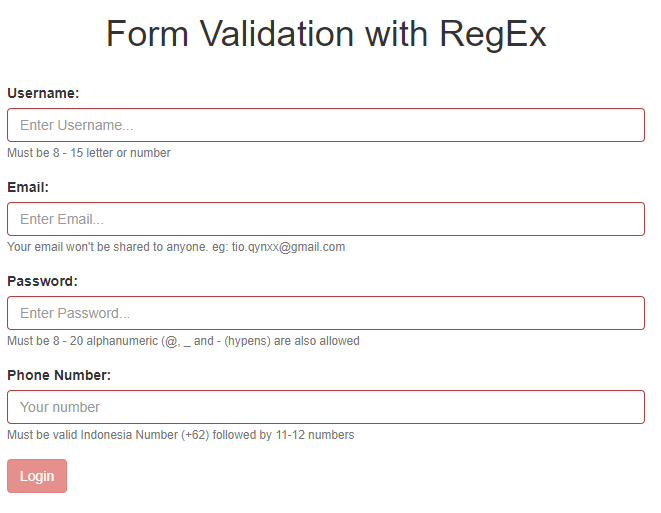 Form Validation with RegEx
Username:
Enter Username...
Must be 8 - 15 letter or number
Email:
Enter Email...
Your email won't be shared to anyone. eg: tio.qynxx@gmail.com
Password:
Enter Password...
Must be 8 - 20 alphanumeric (@, _ and - (hypens) are also allowed
Phone Number:
Your number
Must be valid Indonesia Number (+62) followed by 11-12 numbers
Login